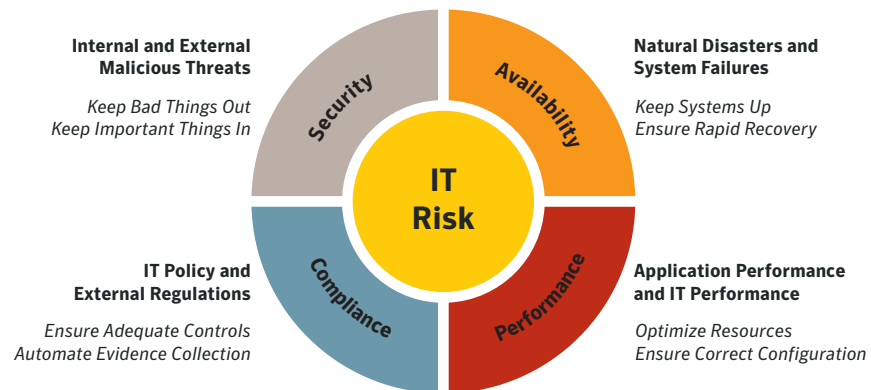 Internal and External
Malicious Threats
Keep Bad Things Out
Keep Important Things In
Security
Availability
Natural Disasters and
System Failures
Keep Systems Up
Ensure Rapid Recovery
IT
Risk
IT Policy and
External Regulations
Ensure Adequate Controls
Automate Evidence Collection
Compliance
Performance
Application Performance
and IT Performance
Optimize Resources
Ensure Correct Configuration